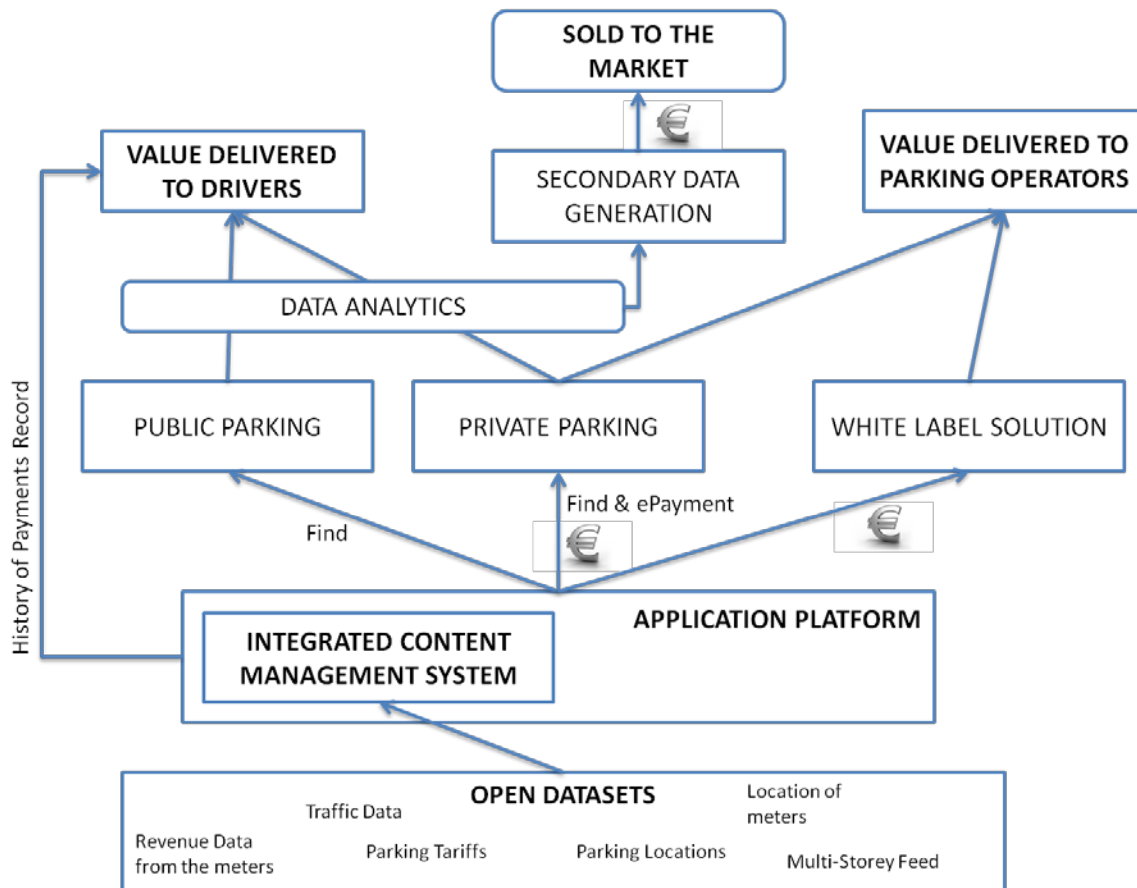 SOLD TO THE
MARKET
€
VALUE DELIVERED
TO DRIVERS
SECONDARY DATA
GENERATION
VALUE DELIVERED TO
PARKING OPERATORS
DATA ANALYTICS
History of Payments Record
PUBLIC PARKING
PRIVATE PARKING
WHITE LABEL SOLUTION
Find
Find & ePayment
€
€
APPLICATION PLATFORM
INTEGRATED CONTENT
MANAGEMENT SYSTEM
OPEN DATASETS
Traffic Data
Location of
meters
Revenue Data
from the meters
Parking Tariffs
Parking Locations
Multi-Storey Feed